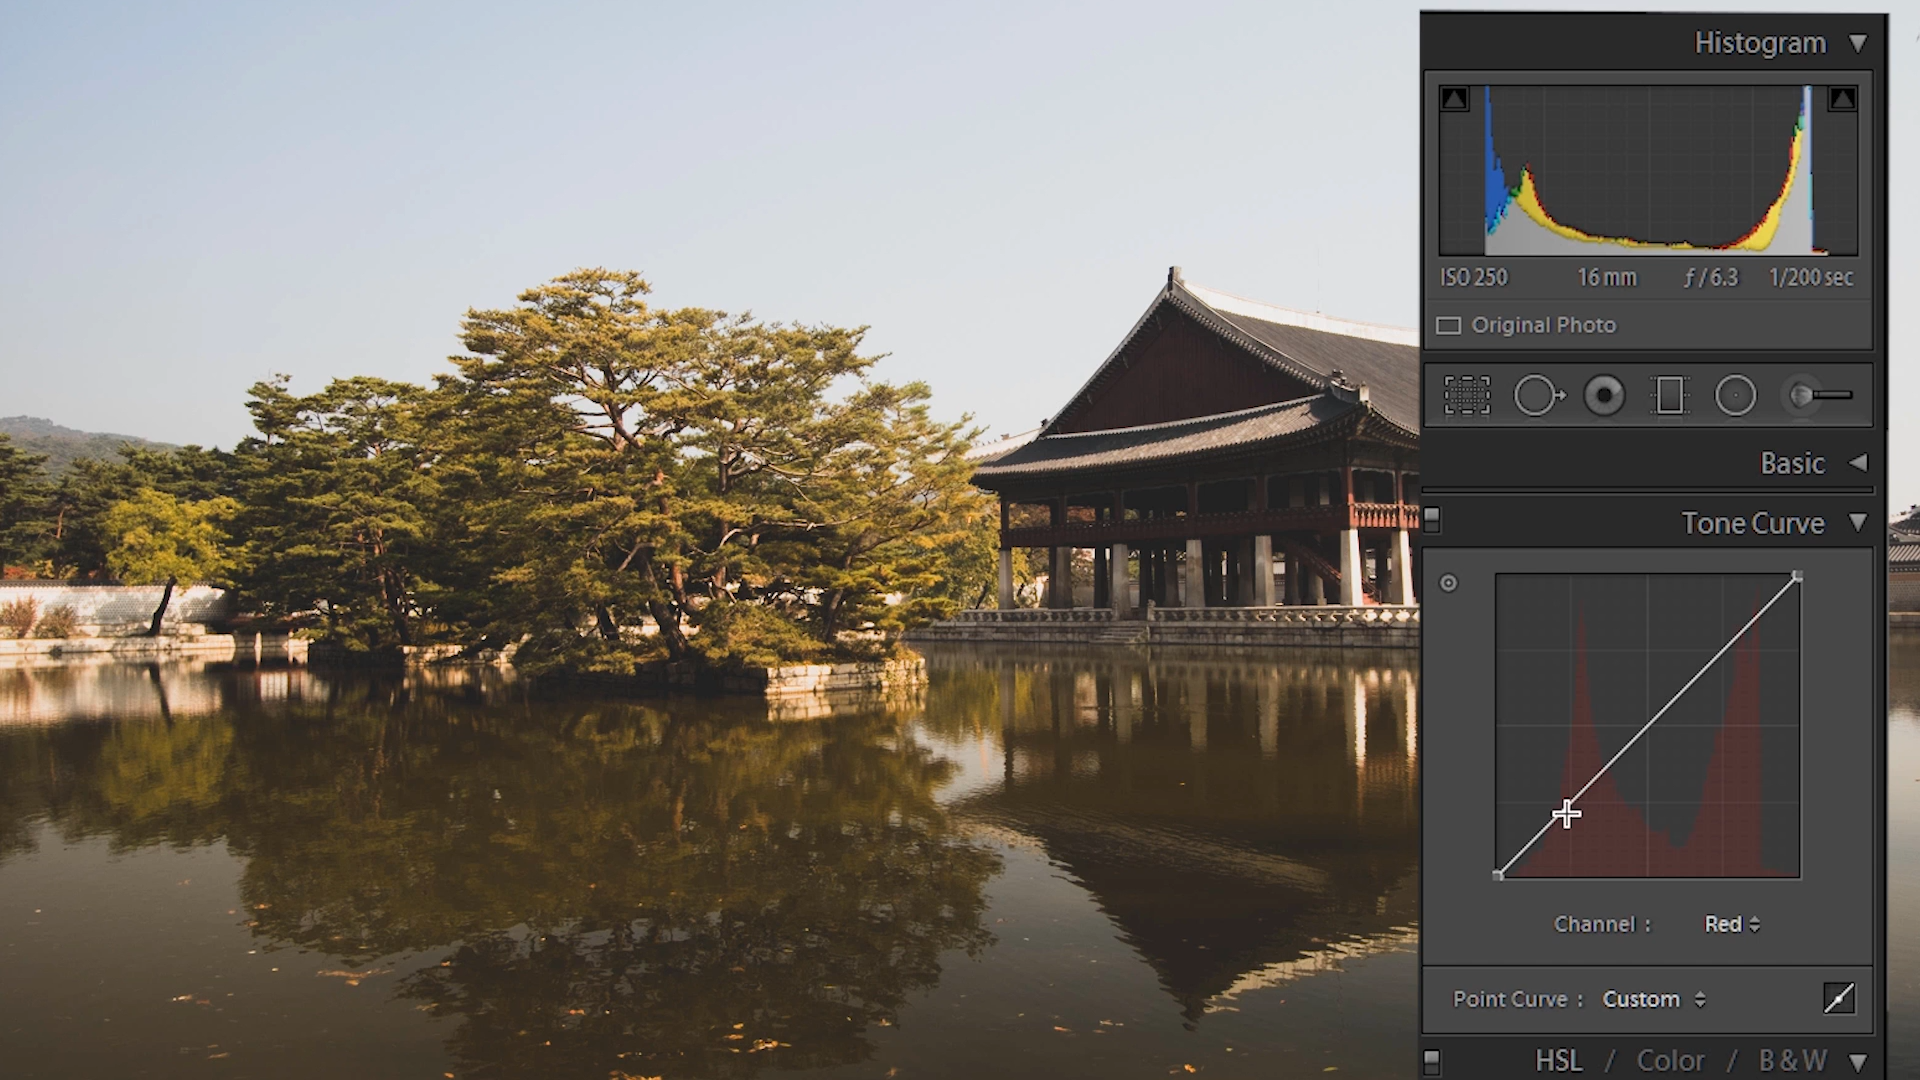 Histogram
ISO 250 16 mm ƒ / 6.3 1/200 sec
Original Photo
Basic
Tone Curve
Channel : Red
Point Curve : Custom
HSL / Color / B & W